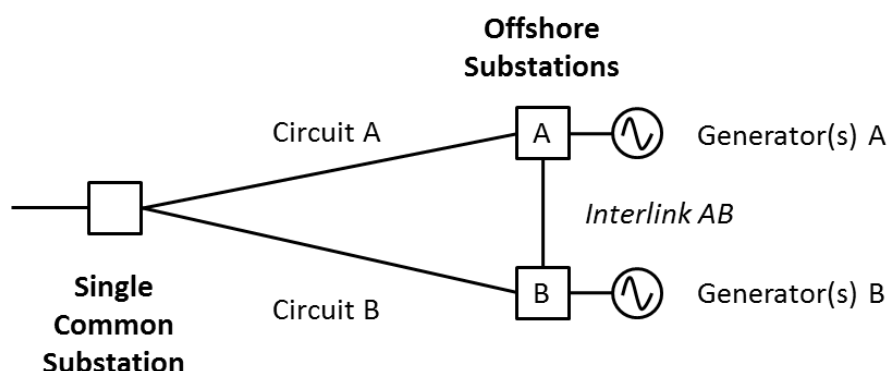 Offshore
Substations
Circuit A
A
Generator(s) A
Interlink AB
B
Generator(s) B
Circuit B
Single
Common
Substation